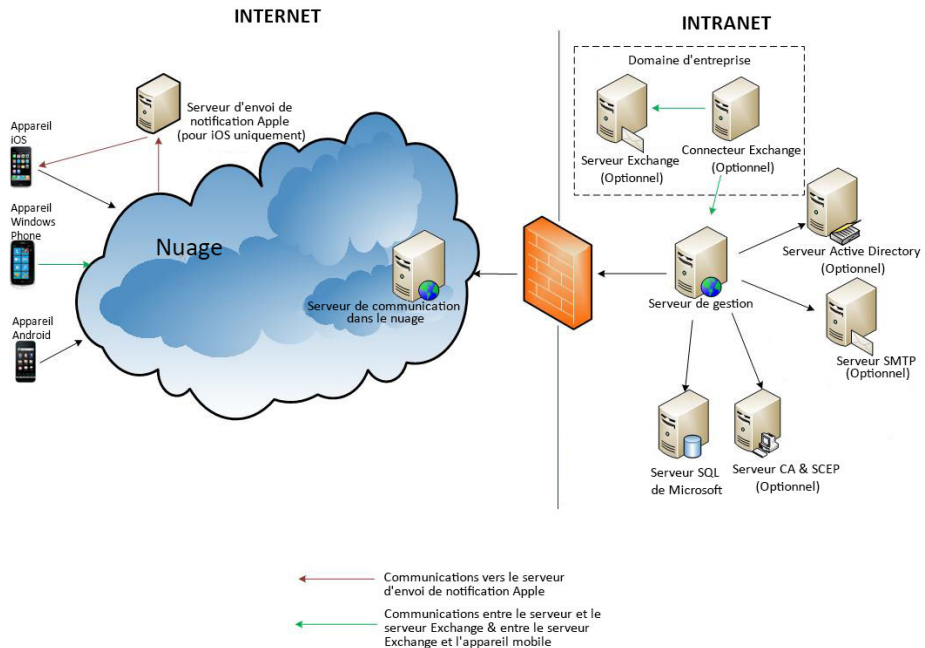 INTERNET
INTRANET
Domaine d'entreprise
Serveur d'envoi de
notification Apple
(pour iOS uniquement)
Appareil
iOS
Serveur Exchange
(Optionnel)
Connecteur Exchange
(Optionnel)
Appareil
Windows
Phone
Nuage
Serveur Active Directory
(Optionnel)
Serveur de communication
dans le nuage
Serveur de gestion
Appareil
Android
Serveur SMTP
(Optionnel)
Serveur SQL
de Microsoft
Serveur CA & SCEP
(Optionnel)
Communications vers le serveur
d'envoi de notification Apple
Communications entre le serveur et le
serveur Exchange & entre le serveur
Exchange et l'appareil mobile